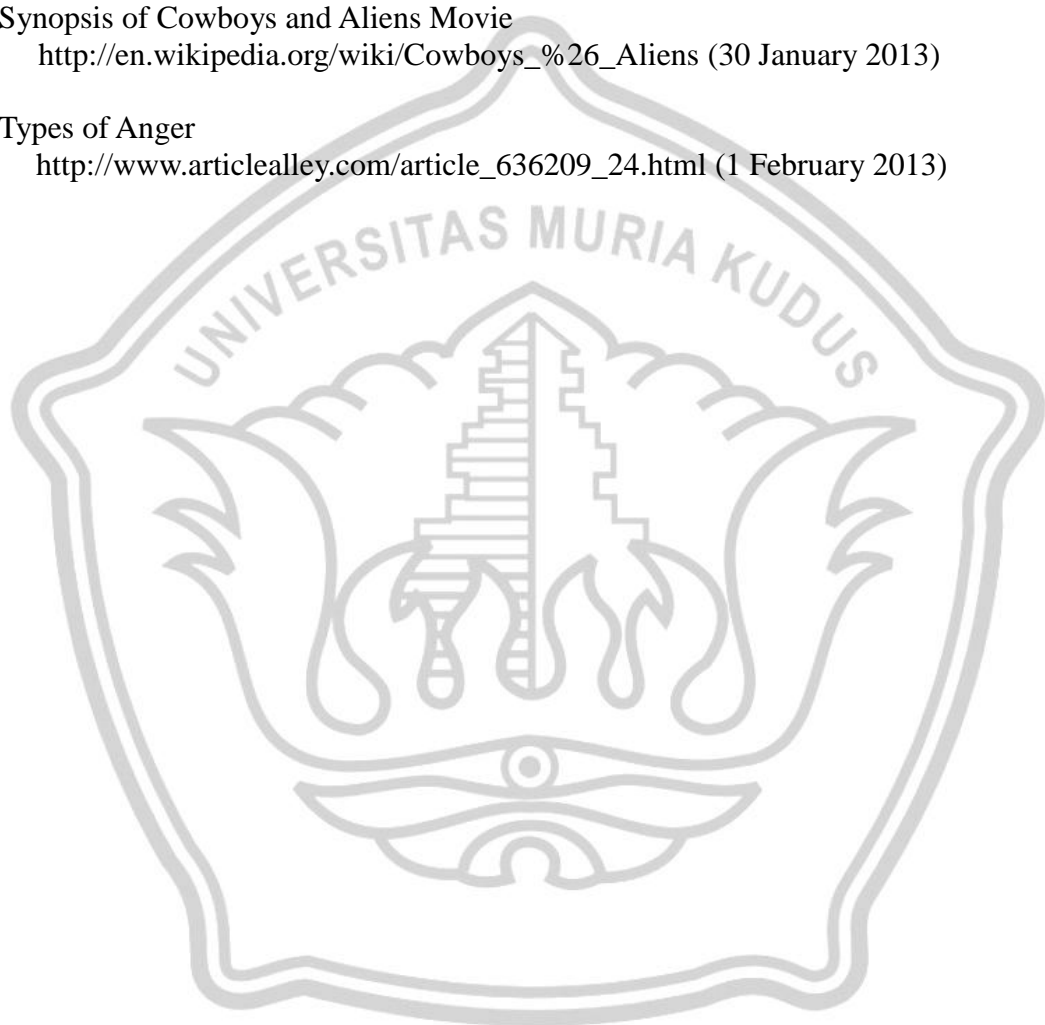 Synopsis of Cowboys and Aliens Movie
http://en.wikipedia.org/wiki/Cowboys_%26_Aliens (30 January 2013)
Types of Anger
http://www.articlealley.com/article_636209_24.html (1 February 2013)
UNIVERSITAS MURIA KUDUS